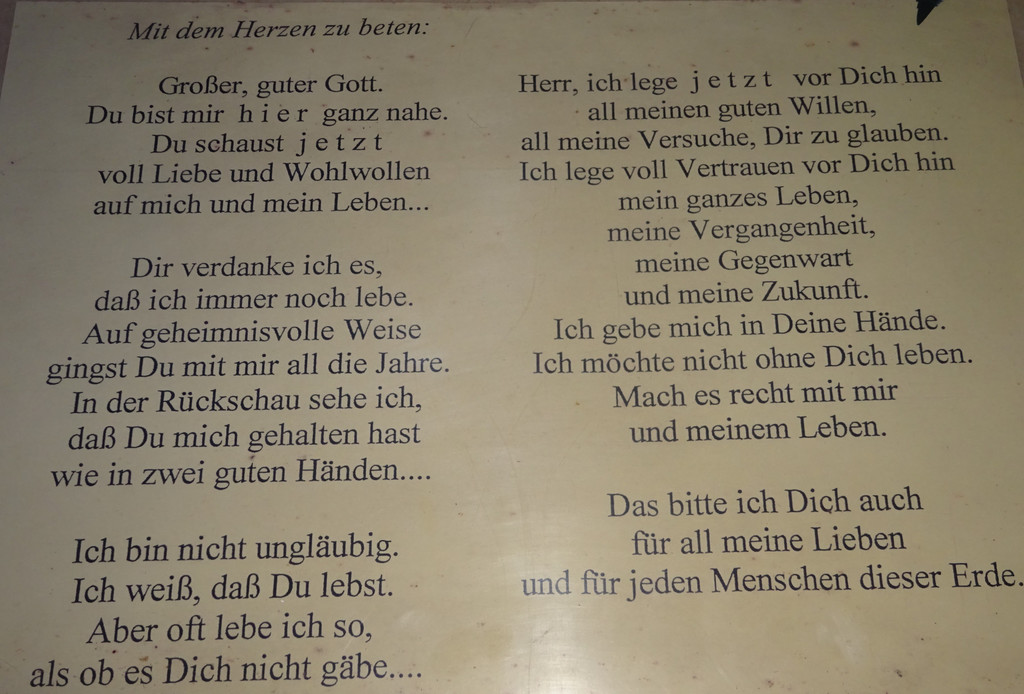 Mit dem Herzen zu beten:
Großer, guter Gott.
Du bist mir h i e r ganz nahe.
Du schaust j e t z t
voll Liebe und Wohlwollen
auf mich und mein Leben...
Dir verdanke ich es,
daß ich immer noch lebe.
Auf geheimnisvolle Weise
gingst Du mit mir all die Jahre.
In der Rückschau sehe ich,
daß Du mich gehalten hast
wie in zwei guten Händen....
Ich bin nicht ungläubig.
Ich weiß, daß Du lebst.
Aber oft lebe ich so,
als ob es Dich nicht gäbe....
Herr, ich lege j e t z t vor Dich hin
all meinen guten Willen,
all meine Versuche, Dir zu glauben.
Ich lege voll Vertrauen vor Dich hin
mein ganzes Leben,
meine Vergangenheit,
meine Gegenwart
und meine Zukunft.
Ich gebe mich in Deine Hände.
Ich möchte nicht ohne Dich leben.
Mach es recht mit mir
und meinem Leben.
Das bitte ich Dich auch
für all meine Lieben
und für jeden Menschen dieser Erde.